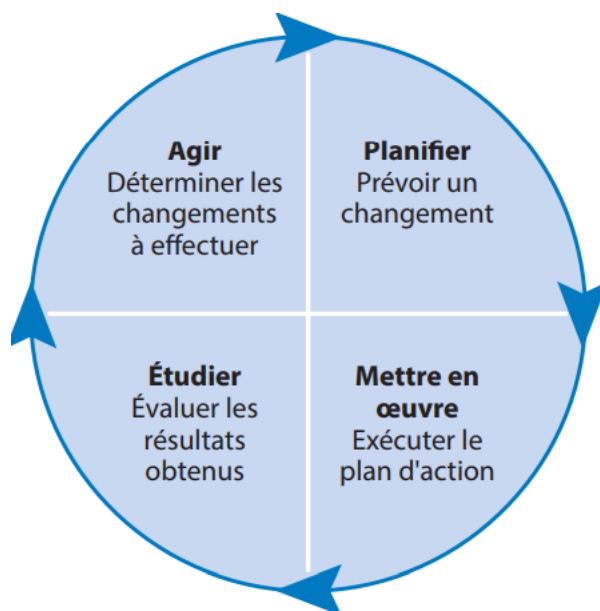 Agir
Déterminer les
changements
à effectuer
Planifier
Prévoir un
changement
Étudier
Évaluer les
résultats
obtenus
Mettre en
œuvre
Exécuter le
plan d'action